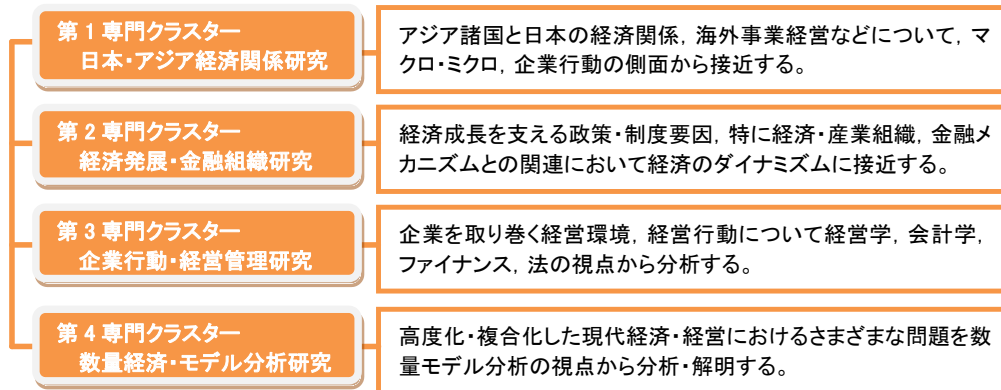 第1専門クラスター
日本・アジア経済関係研究
アジア諸国と日本の経済関係，海外事業経営などについて，マ
クロ・ミクロ，企業行動の側面から接近する。
第2専門クラスター
経済発展・金融組織研究
経済成長を支える政策・制度要因，特に経済・産業組織，金融メ
カニズムとの関連において経済のダイナミズムに接近する。
第3専門クラスター
企業行動・経営管理研究
企業を取り巻く経営環境，経営行動について経営学，会計学，
ファイナンス，法の視点から分析する。
第4専門クラスター
数量経済・モデル分析研究
高度化・複合化した現代経済・経営におけるさまざまな問題を数
量モデル分析の視点から分析・解明する。